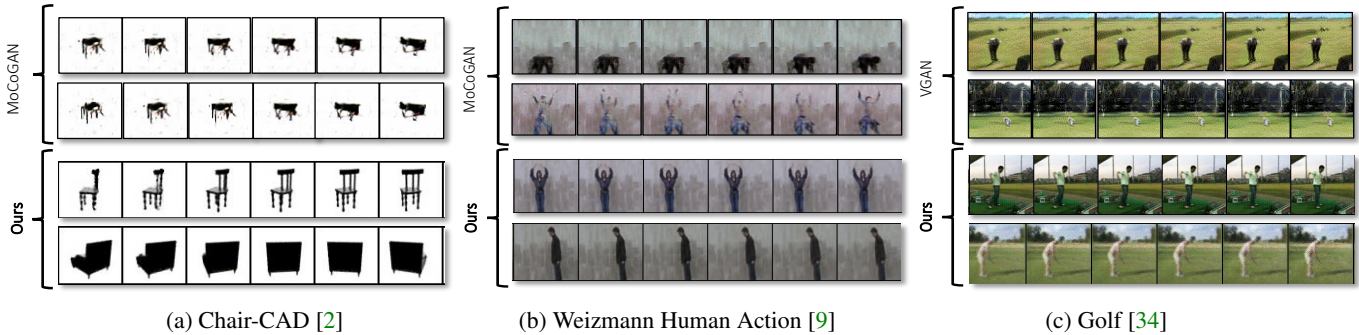 MoCoGAN
Ours
MoCoGAN
Ours
VGAN
Ours
(a) Chair-CAD [2]
(b) Weizmann Human Action [9]
(c) Golf [34]